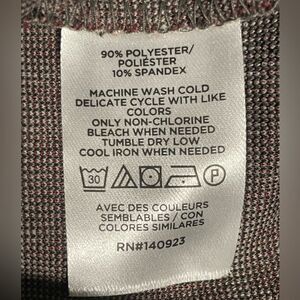 90% POLYESTER/
POLIÉSTER
10% SPANDEX
MACHINE WASH COLD
DELICATE CYCLE WITH LIKE
COLORS
ONLY NON-CHLORINE
BLEACH WHEN NEEDED
TUMBLE DRY LOW
COOL IRON WHEN NEEDED
30 P
AVEC DES COULEURS
SEMBLABLES / CON
COLORES SIMILARES
RN#140923